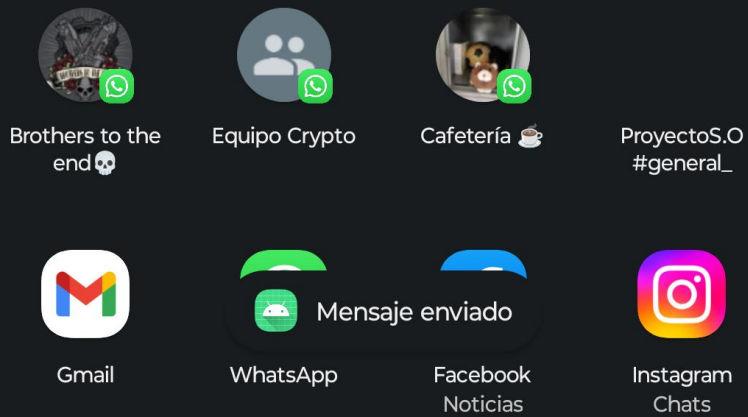 Brothers to the
end💀
Equipo Crypto
Cafetería ☕
ProyectoS.O
#general_
Mensaje enviado
Gmail
WhatsApp
Facebook
Noticias
Instagram
Chats